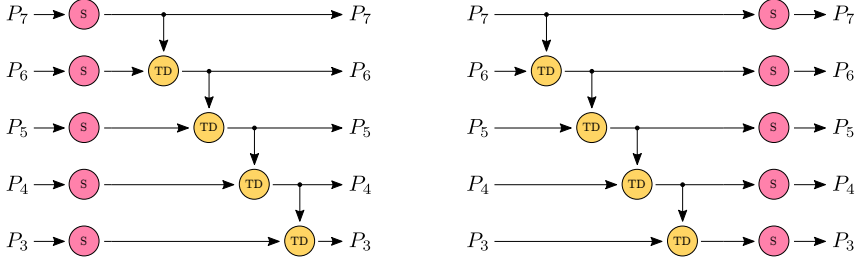 P7 S P7 P7 S P7
P6 S TD P6 P6 TD S P6
P5 S TD P5 P5 TD S P5
P4 S TD P4 P4 TD S P4
P3 S TD P3 P3 TD S P3